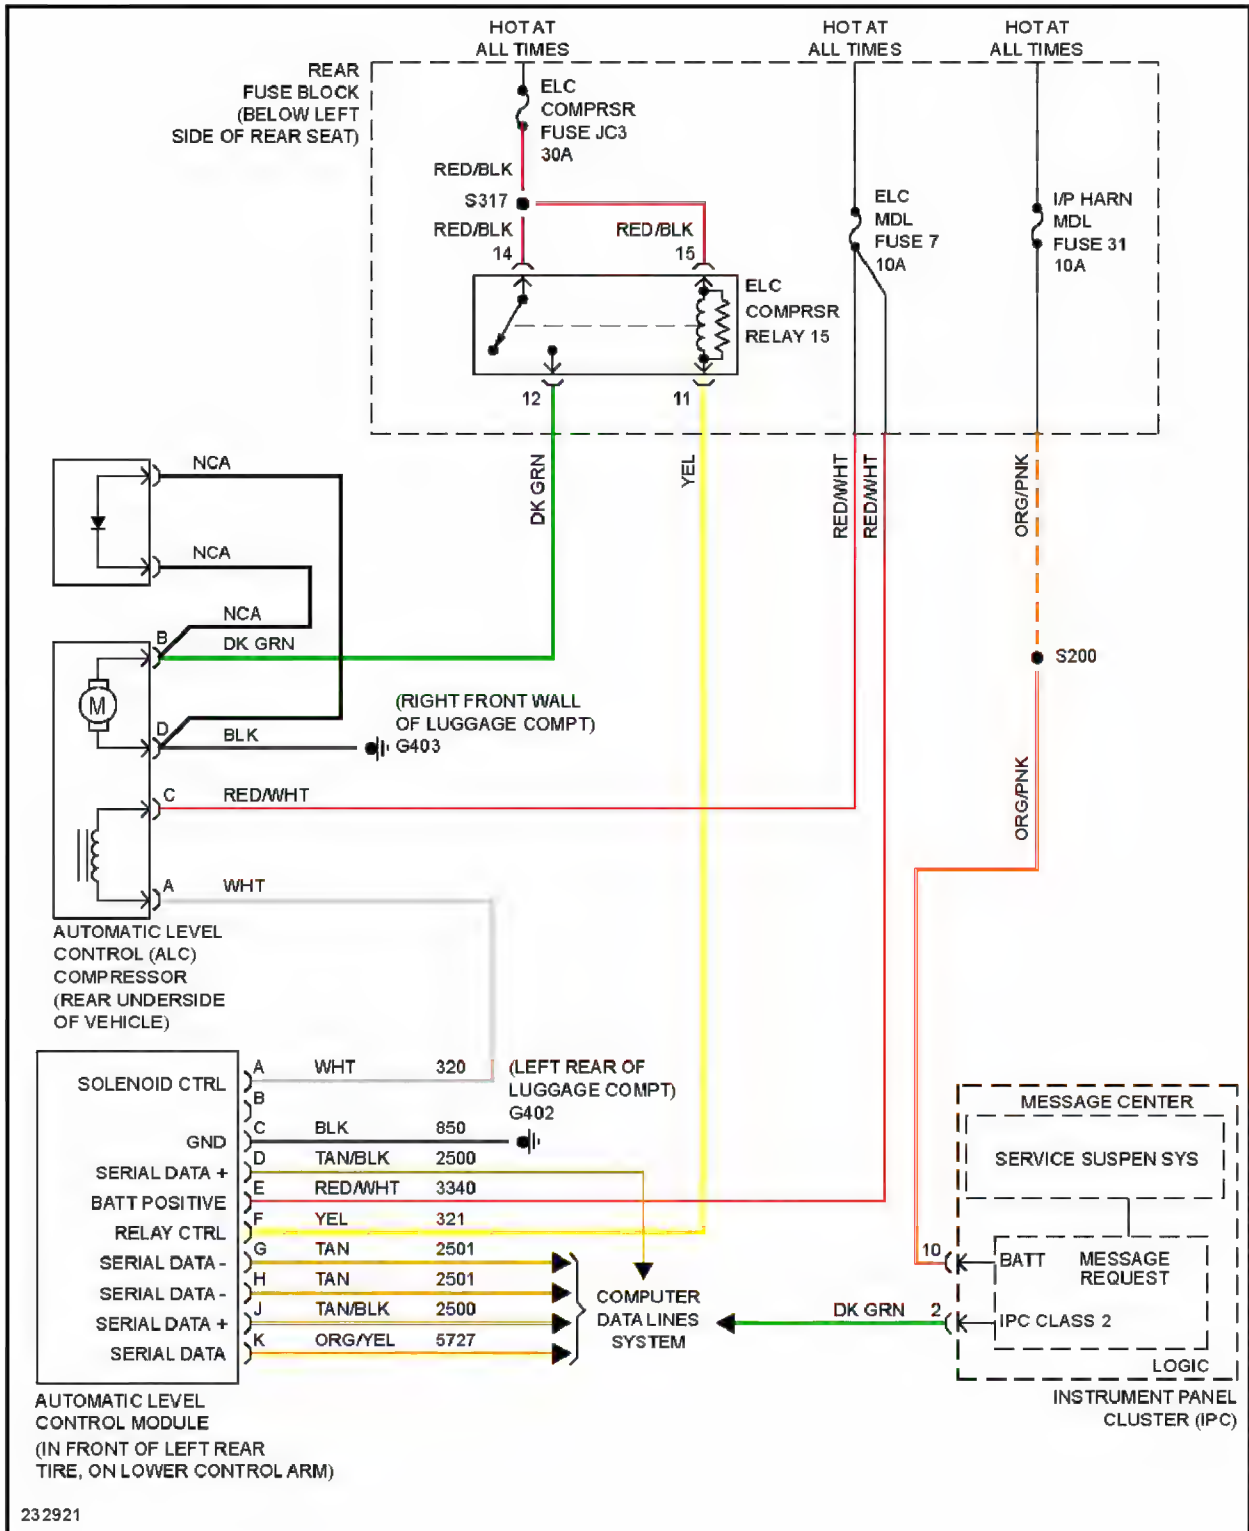 HOT AT
ALL TIMES
HOT AT
ALL TIMES
HOT AT
ALL TIMES
REAR
FUSE BLOCK
(BELOW LEFT
SIDE OF REAR SEAT)
ELC
COMPRSR
FUSE JC3
30A
RED/BLK
S317
RED/BLK
RED/BLK
14
15
ELC
MDL
FUSE 7
10A
I/P HARN
MDL
FUSE 31
10A
ELC
COMPRSR
RELAY 15
12
11
DK GRN
YEL
RED/WHT
RED/WHT
ORG/PNK
NCA
NCA
NCA
B
DK GRN
S200
M
D
BLK
(RIGHT FRONT WALL
OF LUGGAGE COMPT)
G403
C
RED/WHT
ORG/PNK
A
WHT
AUTOMATIC LEVEL
CONTROL (ALC)
COMPRESSOR
(REAR UNDERSIDE
OF VEHICLE)
SOLENOID CTRL
A
WHT
320
(LEFT REAR OF
LUGGAGE COMPT)
G402
B
GND
C
BLK
850
SERIAL DATA +
D
TAN/BLK
2500
BATT POSITIVE
E
RED/WHT
3340
RELAY CTRL
F
YEL
321
SERIAL DATA -
G
TAN
2501
SERIAL DATA -
H
TAN
2501
SERIAL DATA +
J
TAN/BLK
2500
SERIAL DATA
K
ORG/YEL
5727
COMPUTER
DATA LINES
SYSTEM
MESSAGE CENTER
SERVICE SUSPEN SYS
10
BATT
MESSAGE
REQUEST
DK GRN
2
IPC CLASS 2
LOGIC
INSTRUMENT PANEL
CLUSTER (IPC)
AUTOMATIC LEVEL
CONTROL MODULE
(IN FRONT OF LEFT REAR
TIRE, ON LOWER CONTROL ARM)
232921